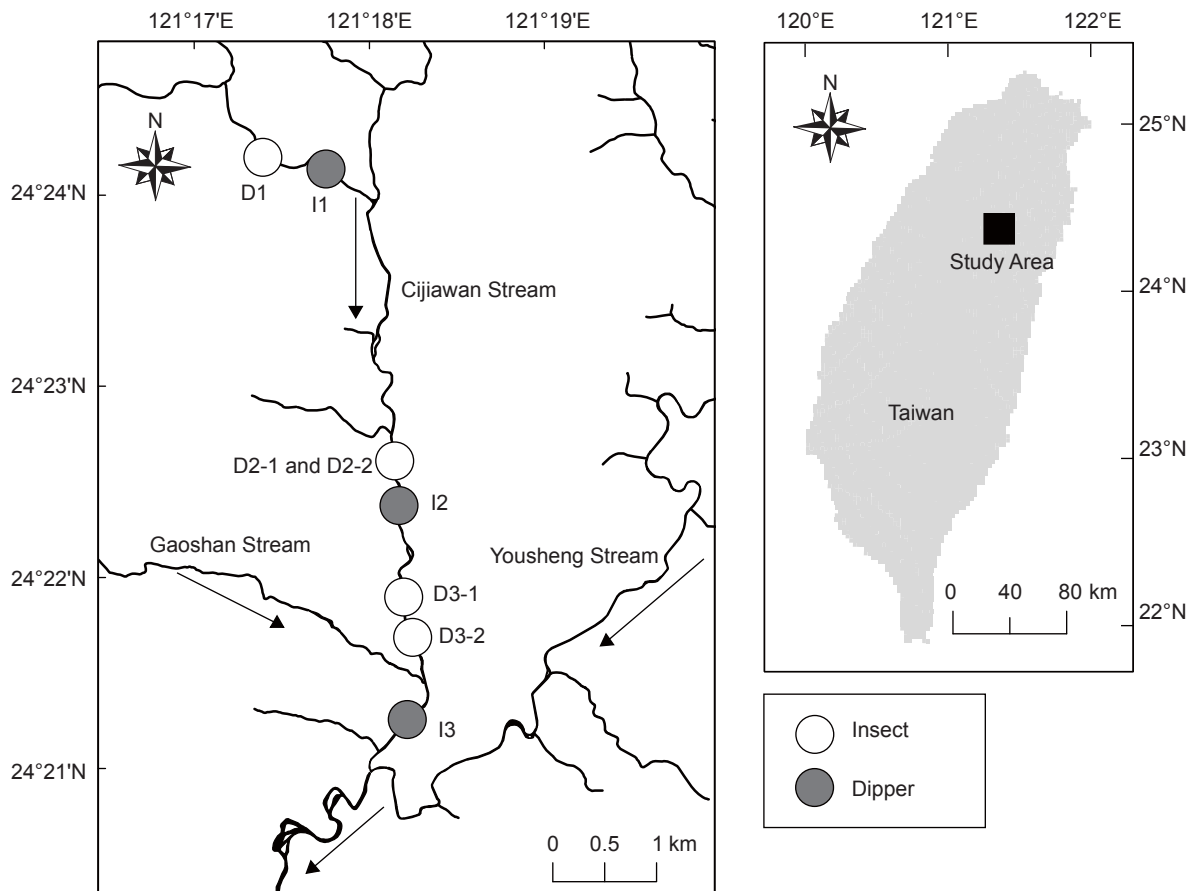 121°17'E 121°18'E 121°19'E
N
24°24'N
D1
I1
Cijiawan Stream
24°23'N
D2-1 and D2-2
I2
Gaoshan Stream
Yousheng Stream
24°22'N
D3-1
D3-2
I3
24°21'N
0 0.5 1 km
120°E 121°E 122°E
N
25°N
Study Area
24°N
Taiwan
23°N
0 40 80 km
22°N
Insect
Dipper